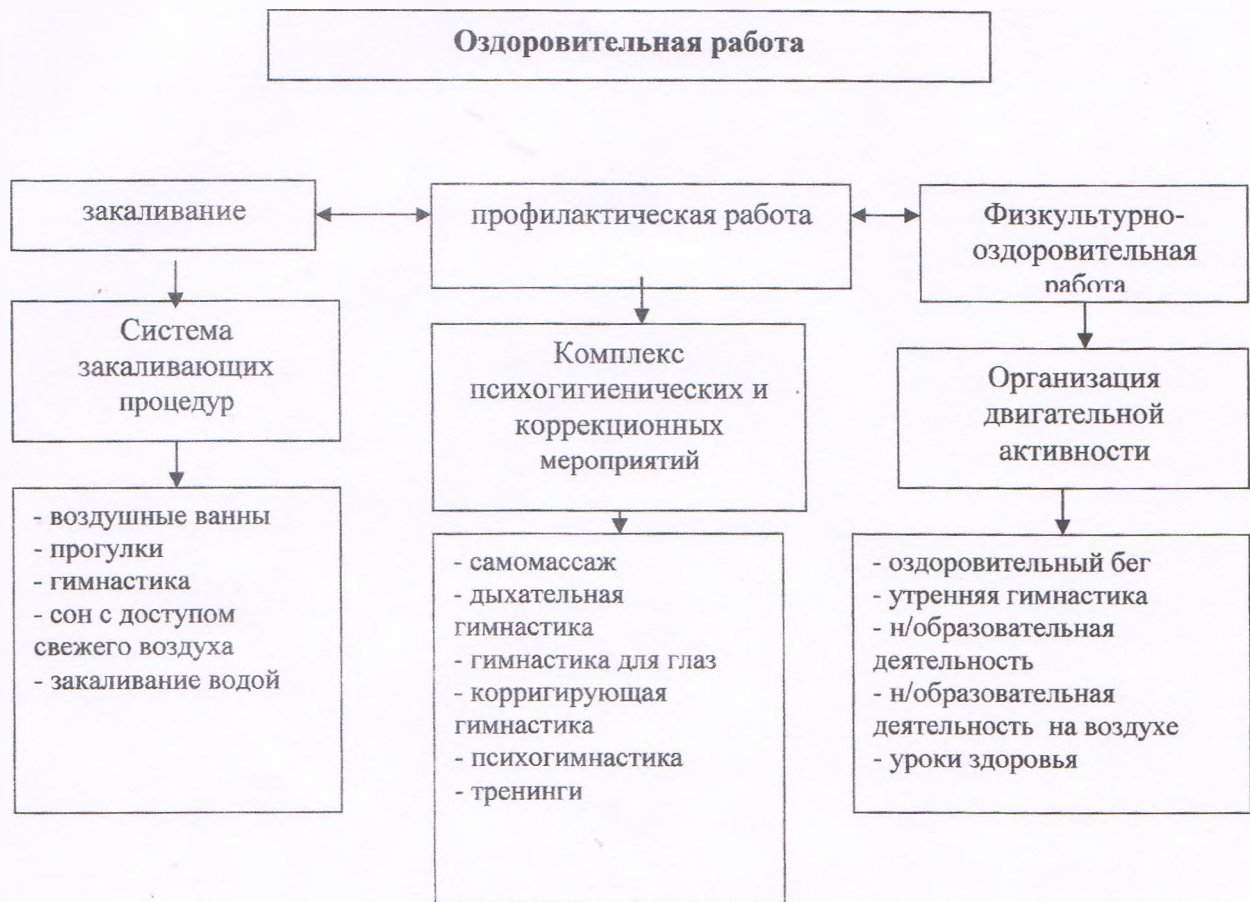 Оздоровительная работа
закаливание
профилактическая работа
Физкультурно-
оздоровительная
работа
Система
закаливающих
процедур
Комплекс
психогигиенических и
коррекционных
мероприятий
Организация
двигательной
активности
- воздушные ванны
- прогулки
- гимнастика
- сон с доступом
свежего воздуха
- закаливание водой
- самомассаж
- дыхательная
гимнастика
- гимнастика для глаз
- корригирующая
гимнастика
- психогимнастика
- тренинги
- оздоровительный бег
- утренняя гимнастика
- н/образовательная
деятельность
- н/образовательная
деятельность на воздухе
- уроки здоровья